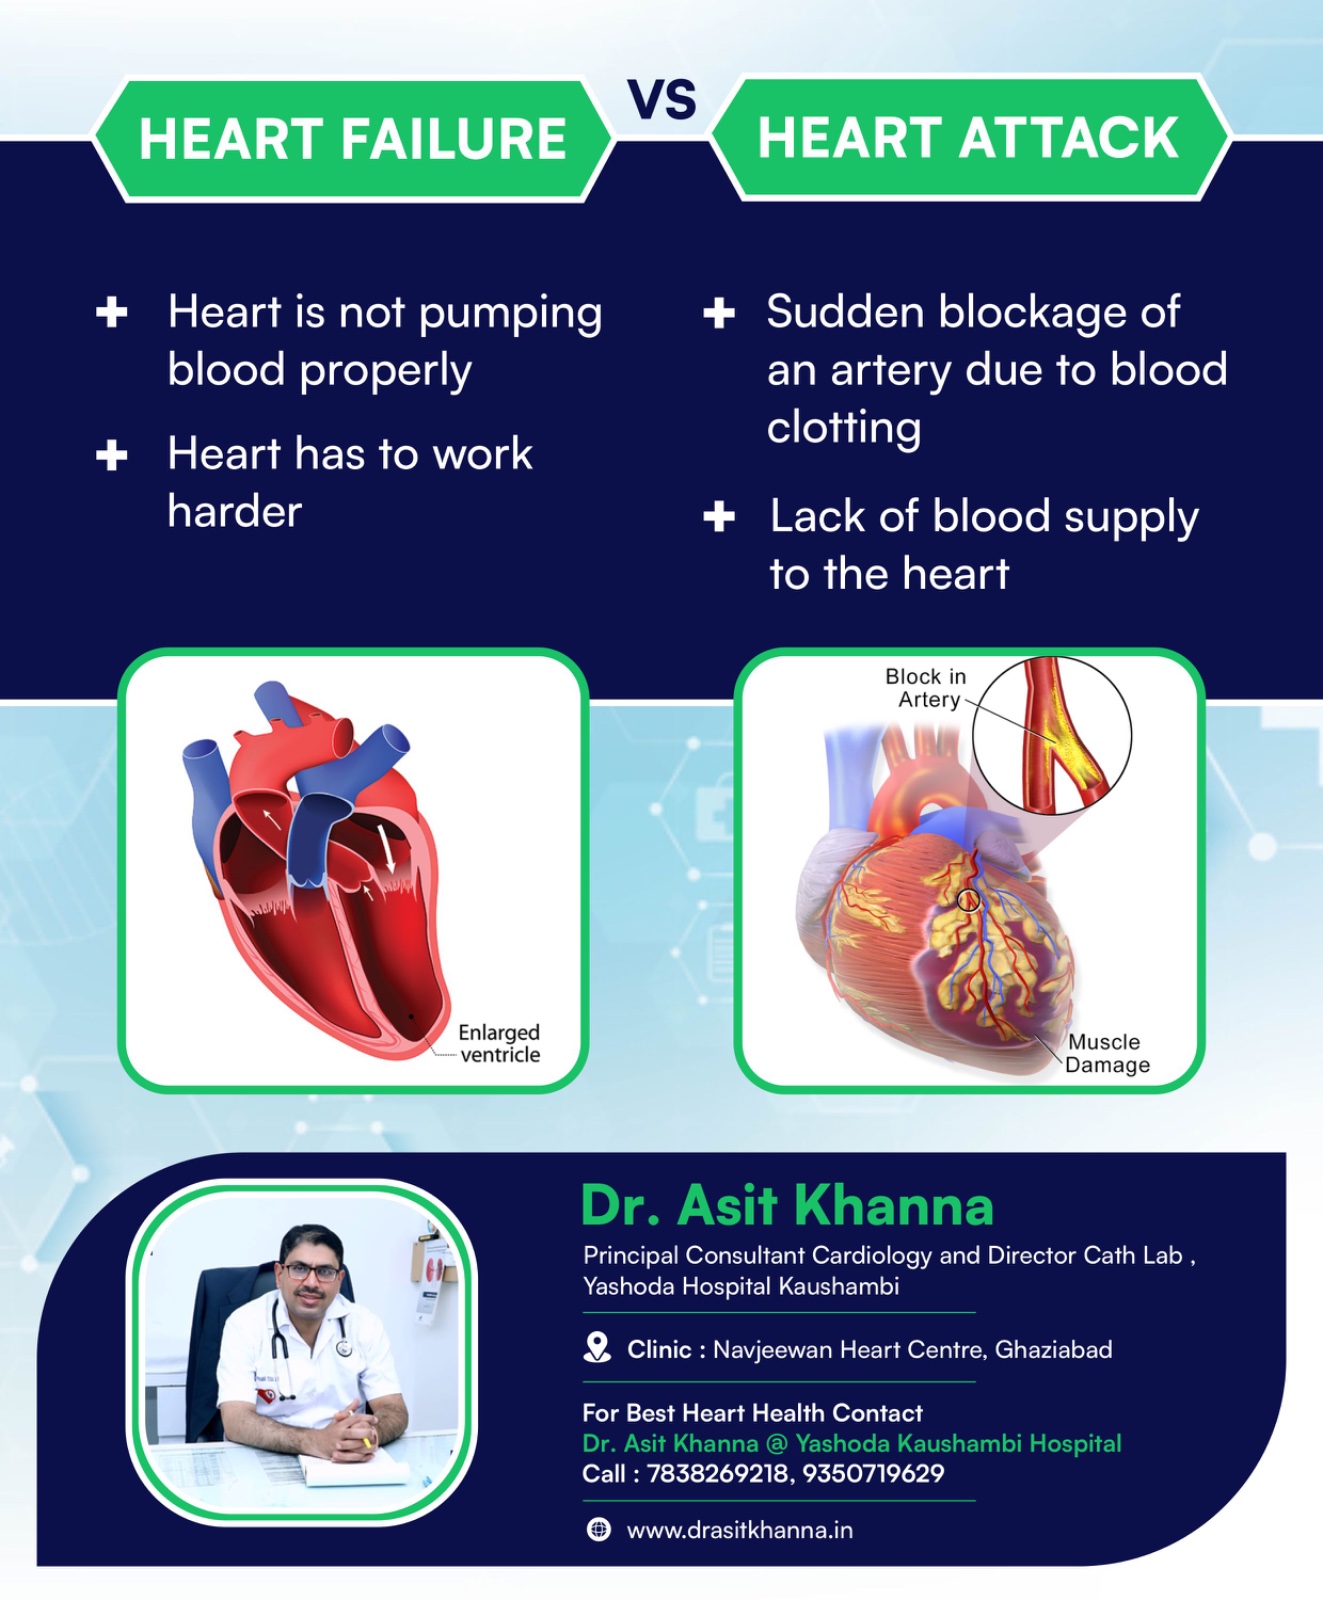 HEART FAILURE
VS
HEART ATTACK
Heart is not pumping
blood properly
Heart has to work
harder
Sudden blockage of
an artery due to blood
clotting
Lack of blood supply
to the heart
Enlarged
ventricle
Block in
Artery
Muscle
Damage
Dr. Asit Khanna
Principal Consultant Cardiology and Director Cath Lab ,
Yashoda Hospital Kaushambi
Clinic : Navjeewan Heart Centre, Ghaziabad
For Best Heart Health Contact
Dr. Asit Khanna @ Yashoda Kaushambi Hospital
Call : 7838269218, 9350719629
www.drasitkhanna.in